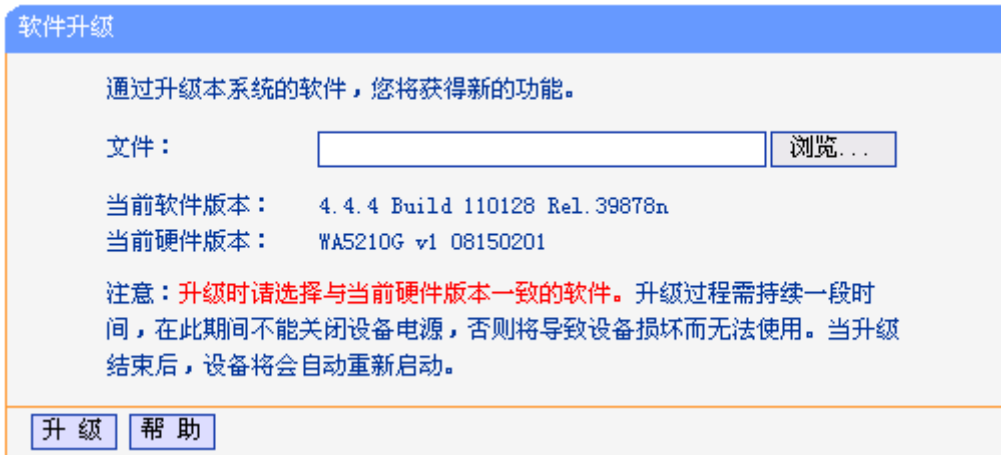 软件升级
通过升级本系统的软件，您将获得新的功能。
文件：
浏览...
当前软件版本： 4.4.4 Build 110128 Rel.39878n
当前硬件版本： WA5210G v1 08150201
注意：升级时请选择与当前硬件版本一致的软件。升级过程需持续一段时
间，在此期间不能关闭设备电源，否则将导致设备损坏而无法使用。当升级
结束后，设备将会自动重新启动。
升 级 帮 助